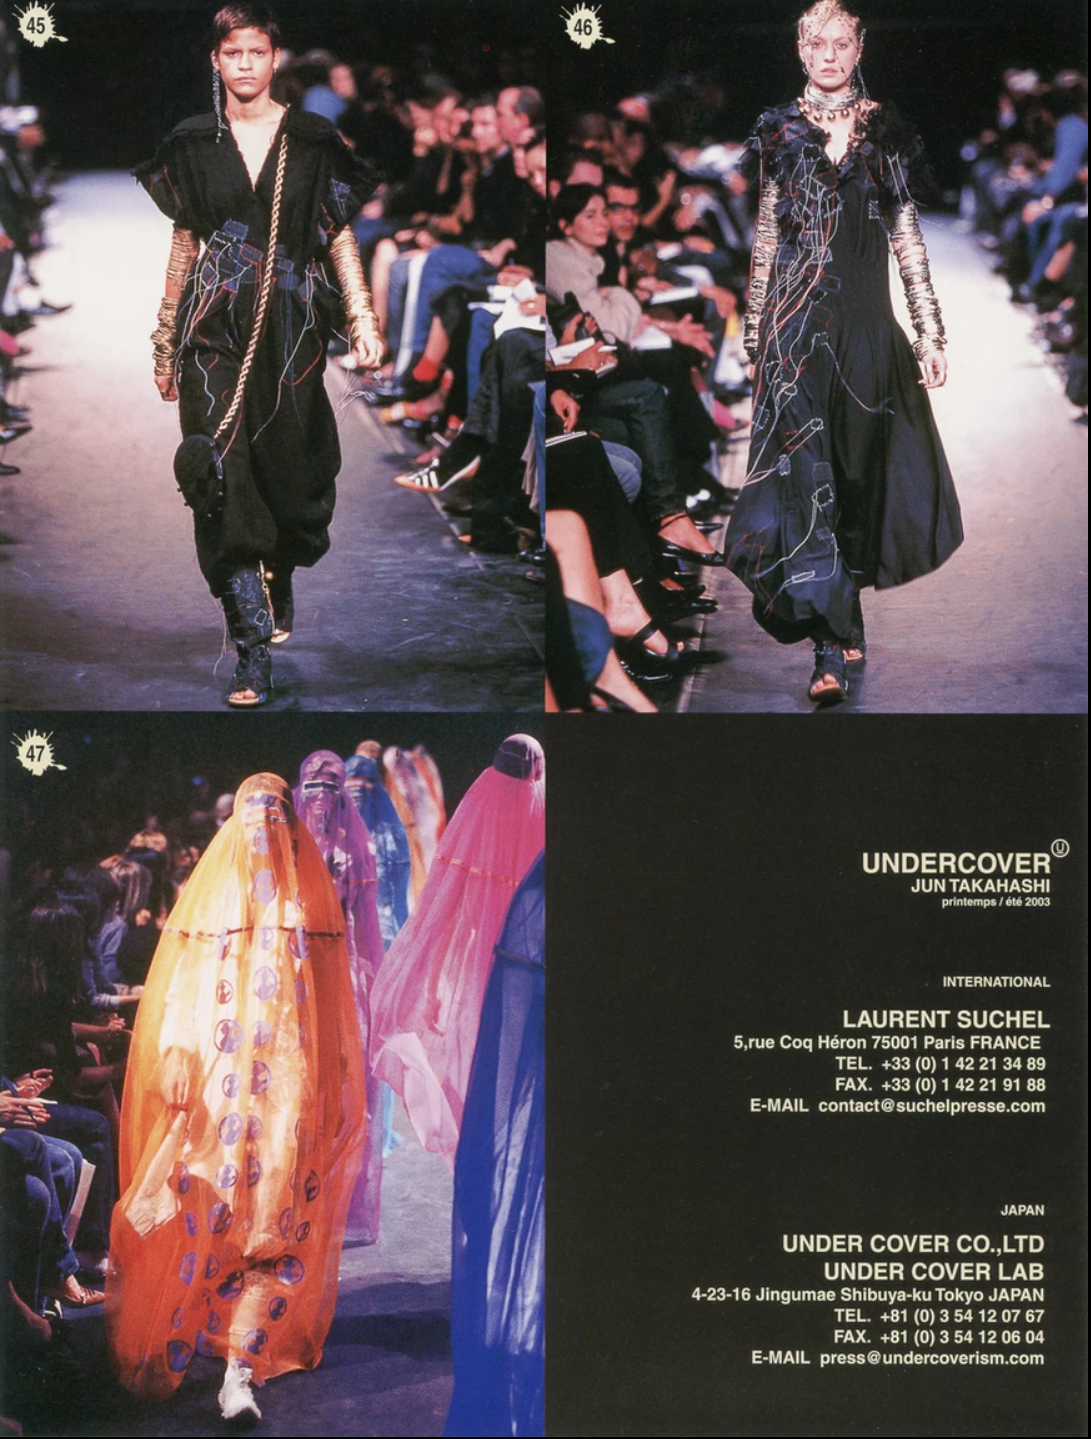 45
46
47
UNDERCOVER Ⓤ
JUN TAKAHASHI
printemps / été 2003
INTERNATIONAL
LAURENT SUCHEL
5,rue Coq Héron 75001 Paris FRANCE
TEL. +33 (0) 1 42 21 34 89
FAX. +33 (0) 1 42 21 91 88
E-MAIL contact@suchelpresse.com
JAPAN
UNDER COVER CO.,LTD
UNDER COVER LAB
4-23-16 Jingumae Shibuya-ku Tokyo JAPAN
TEL. +81 (0) 3 54 12 07 67
FAX. +81 (0) 3 54 12 06 04
E-MAIL press@undercoverism.com